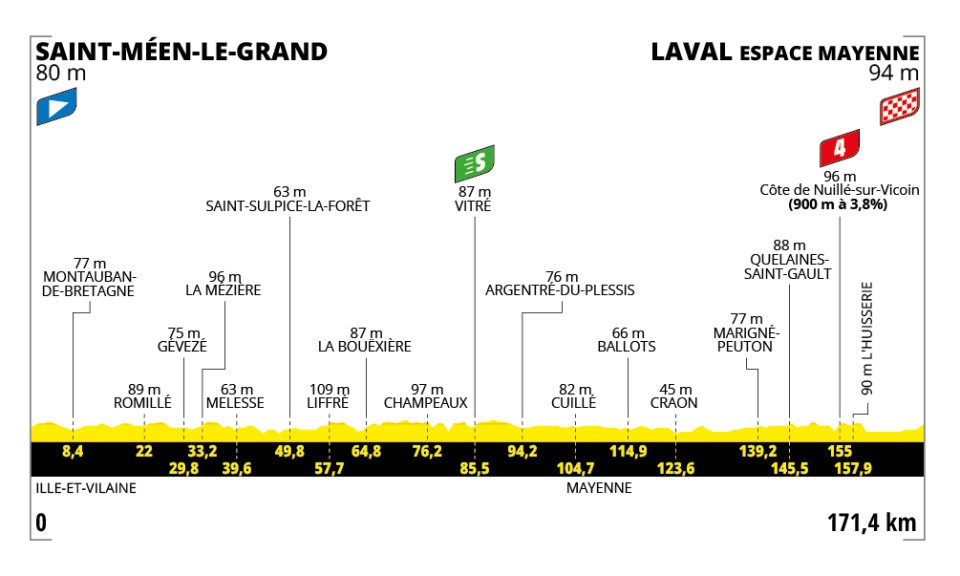 SAINT-MÉEN-LE-GRAND
80 m
LAVAL ESPACE MAYENNE
94 m
4
96 m
Côte de Nuillé-sur-Vicoin
(900 m à 3,8%)
S
87 m
VITRÉ
63 m
SAINT-SULPICE-LA-FORÊT
88 m
QUELAINES-
SAINT-GAULT
77 m
MONTAUBAN-
DE-BRETAGNE
96 m
LA MÉZIÈRE
76 m
ARGENTRÉ-DU-PLESSIS
90 m L'HUISSERIE
75 m
GÉVEZÉ
87 m
LA BOUËXIÈRE
66 m
BALLOTS
77 m
MARIGNÉ-
PEUTON
89 m
ROMILLÉ
63 m
MELESSE
109 m
LIFFRÉ
97 m
CHAMPEAUX
82 m
CUILLÉ
45 m
CRAON
8,4 22 33,2 49,8 64,8 76,2 94,2 114,9 139,2 155
29,8 39,6 57,7 85,5 104,7 123,6 145,5 157,9
ILLE-ET-VILAINE
MAYENNE
0
171,4 km